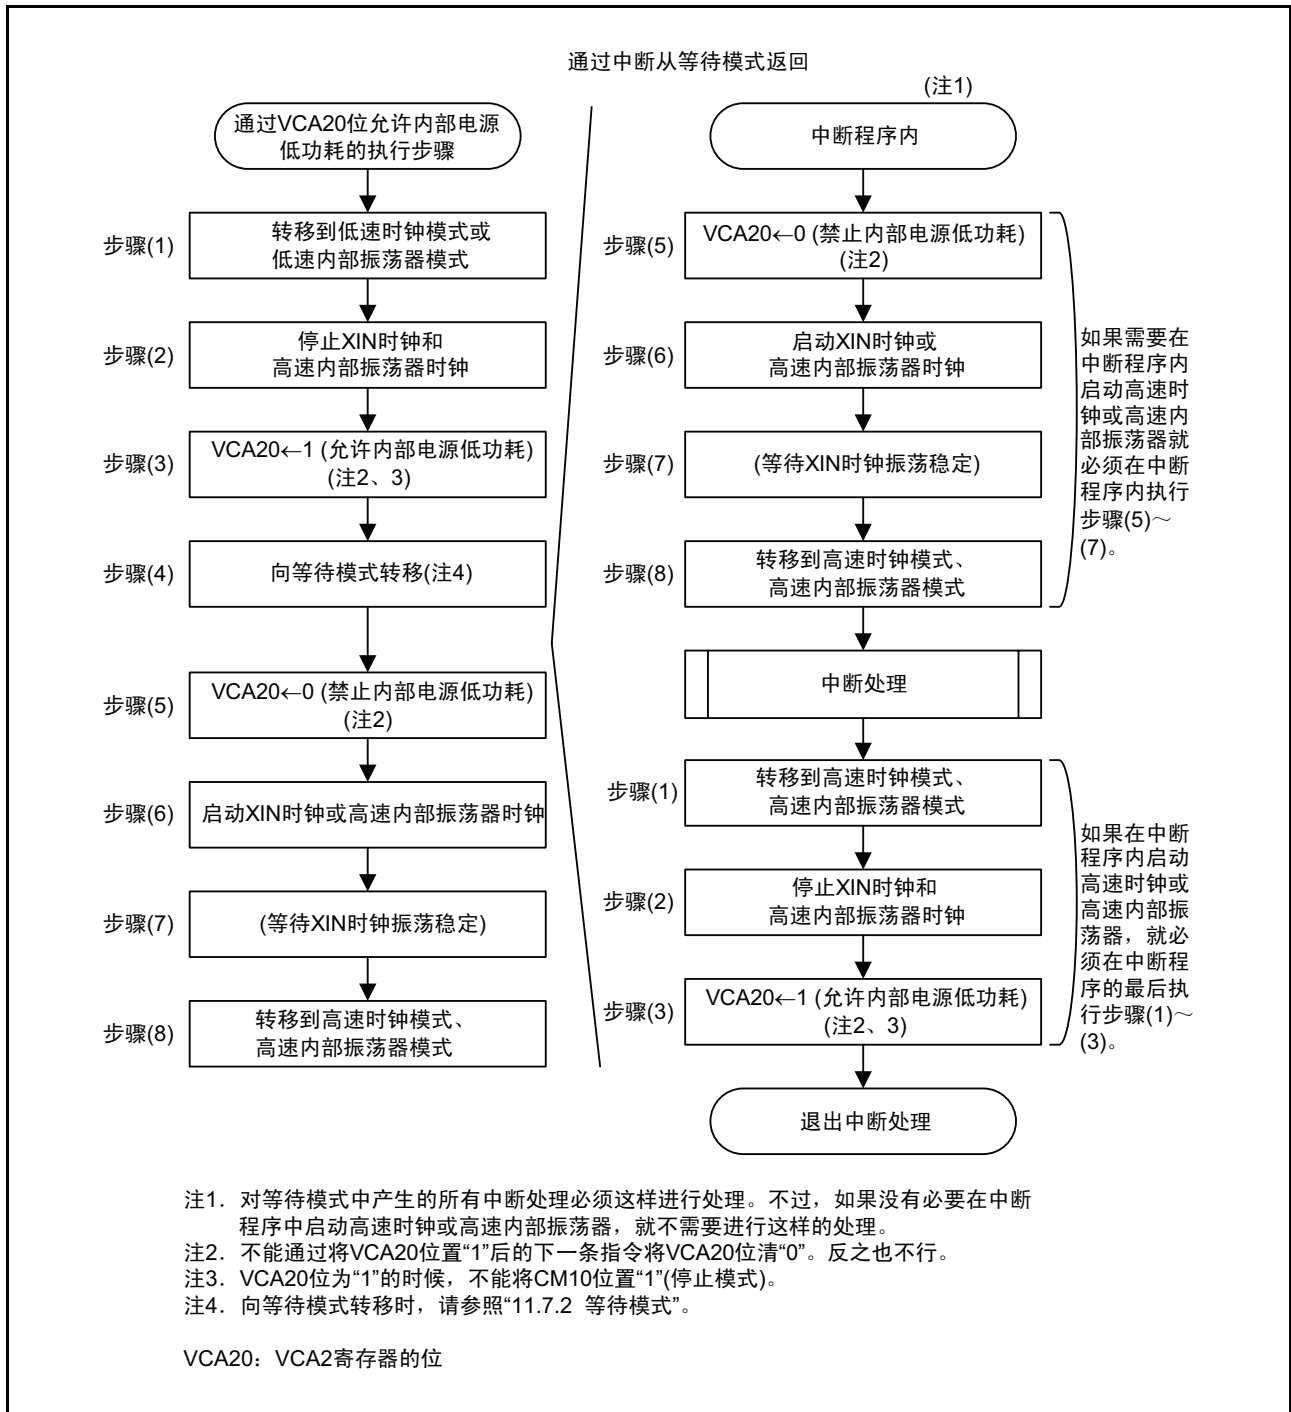 通过中断从等待模式返回
通过VCA20位允许内部电源
低功耗的执行步骤
步骤(1)
转移到低速时钟模式或
低速内部振荡器模式
步骤(2)
停止XIN时钟和
高速内部振荡器时钟
步骤(3)
VCA20←1 (允许内部电源低功耗)
(注2、3)
步骤(4)
向等待模式转移(注4)
步骤(5)
VCA20←0 (禁止内部电源低功耗)
(注2)
步骤(6)
启动XIN时钟或高速内部振荡器时钟
步骤(7)
(等待XIN时钟振荡稳定)
步骤(8)
转移到高速时钟模式、
高速内部振荡器模式
(注1)
中断程序内
步骤(5)
VCA20←0 (禁止内部电源低功耗)
(注2)
步骤(6)
启动XIN时钟或
高速内部振荡器时钟
步骤(7)
(等待XIN时钟振荡稳定)
步骤(8)
转移到高速时钟模式、
高速内部振荡器模式
如果需要在
中断程序内
启动高速时
钟或高速内
部振荡器就
必须在中断
程序内执行
步骤(5)～
(7)。
中断处理
步骤(1)
转移到高速时钟模式、
高速内部振荡器模式
步骤(2)
停止XIN时钟和
高速内部振荡器时钟
步骤(3)
VCA20←1 (允许内部电源低功耗)
(注2、3)
如果在中断
程序内启动
高速时钟或
高速内部振
荡器，就必
须在中断程
序的最后执
行步骤(1)～
(3)。
退出中断处理
注1．对等待模式中产生的所有中断处理必须这样进行处理。不过，如果没有必要在中断
程序中启动高速时钟或高速内部振荡器，就不需要进行这样的处理。
注2．不能通过将VCA20位置“1”后的下一条指令将VCA20位清“0”。反之也不行。
注3．VCA20位为“1”的时候，不能将CM10位置“1”(停止模式)。
注4．向等待模式转移时，请参照“11.7.2 等待模式”。
VCA20：VCA2寄存器的位